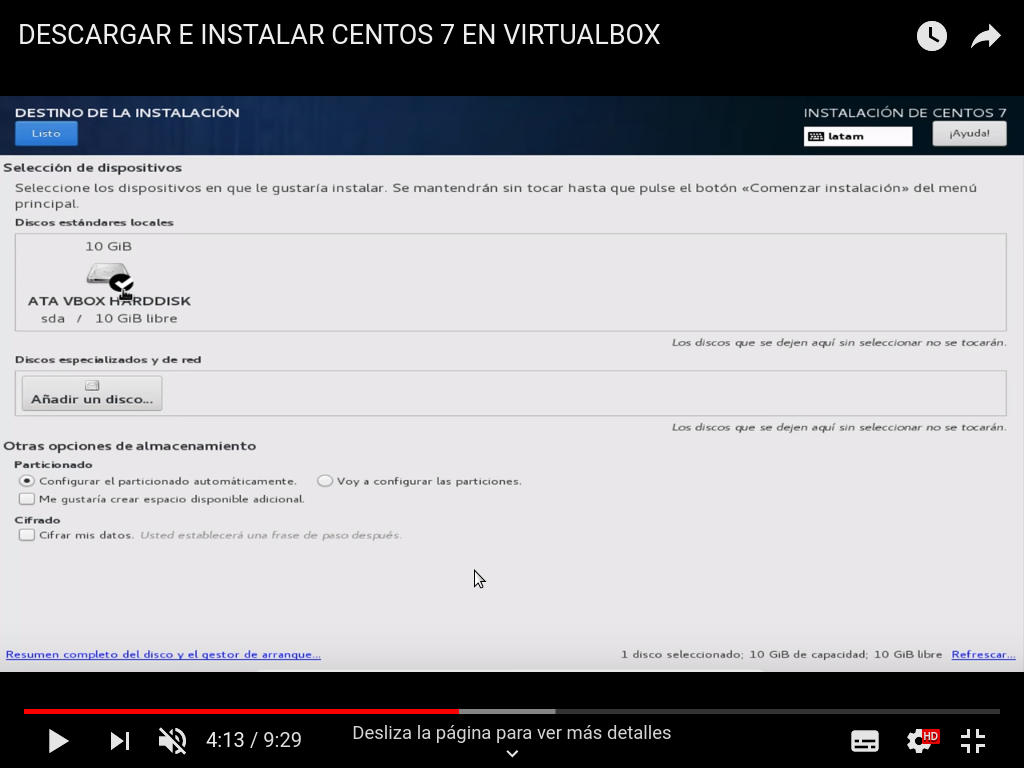 DESCARGAR E INSTALAR CENTOS 7 EN VIRTUALBOX
DESTINO DE LA INSTALACIÓN
INSTALACIÓN DE CENTOS 7
Listo
latam
¡Ayuda!
Selección de dispositivos
Seleccione los dispositivos en que le gustaría instalar. Se mantendrán sin tocar hasta que pulse el botón «Comenzar instalación» del menú
principal.
Discos estándares locales
10 GiB
ATA VBOX HARDDISK
sda / 10 GiB libre
Los discos que se dejen aquí sin seleccionar no se tocarán.
Discos especializados y de red
Añadir un disco...
Los discos que se dejen aquí sin seleccionar no se tocarán.
Otras opciones de almacenamiento
Particionado
Configurar el particionado automáticamente. Voy a configurar las particiones.
Me gustaría crear espacio disponible adicional.
Cifrado
Cifrar mis datos. Usted establecerá una frase de paso después.
Resumen completo del disco y el gestor de arranque...
1 disco seleccionado; 10 GiB de capacidad; 10 GiB libre Refrescar...
4:13 / 9:29
Desliza la página para ver más detalles
HD